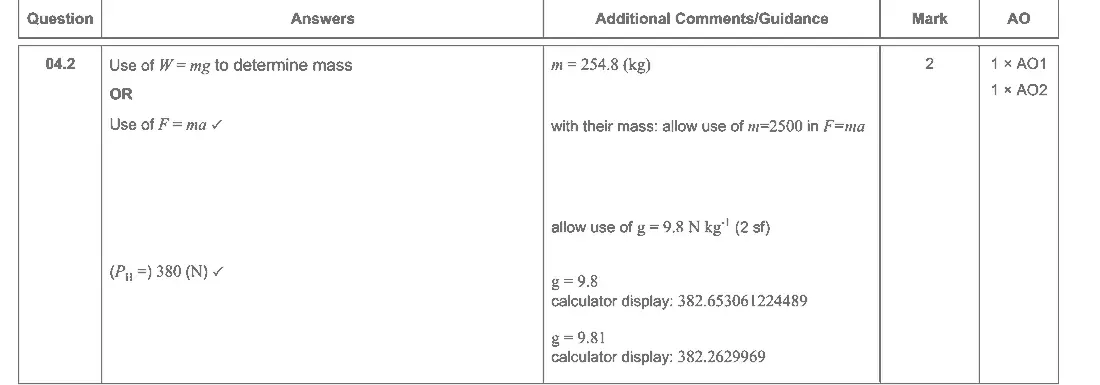 Question Answers Additional Comments/Guidance Mark AO
04.2 Use of W = mg to determine mass m = 254.8 (kg) 2 1 × AO1
OR 1 × AO2
Use of F = ma ✓ with their mass: allow use of m=2500 in F=ma
allow use of g = 9.8 N kg⁻¹ (2 sf)
(P_H =) 380 (N) ✓ g = 9.8
calculator display: 382.653061224489
g = 9.81
calculator display: 382.2629969